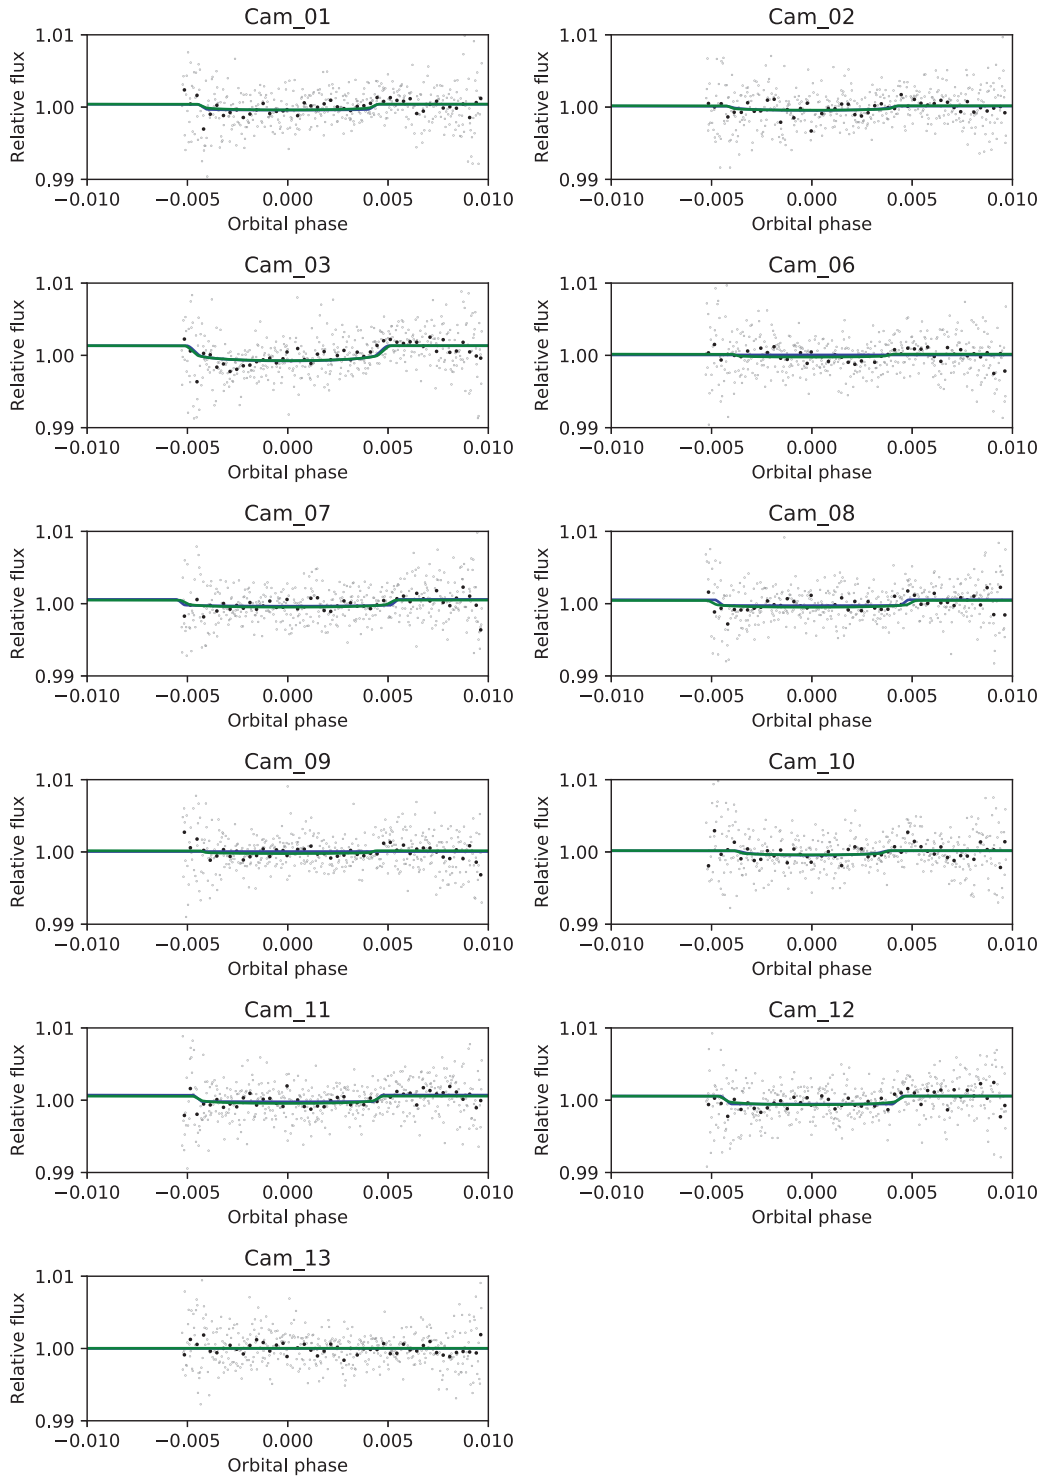 Cam_01 Cam_02
1.01 1.01
Relative flux Relative flux
1.00 1.00
0.99 0.99
−0.010 −0.005 0.000 0.005 0.010 −0.010 −0.005 0.000 0.005 0.010
Orbital phase Orbital phase
Cam_03 Cam_06
1.01 1.01
Relative flux Relative flux
1.00 1.00
0.99 0.99
−0.010 −0.005 0.000 0.005 0.010 −0.010 −0.005 0.000 0.005 0.010
Orbital phase Orbital phase
Cam_07 Cam_08
1.01 1.01
Relative flux Relative flux
1.00 1.00
0.99 0.99
−0.010 −0.005 0.000 0.005 0.010 −0.010 −0.005 0.000 0.005 0.010
Orbital phase Orbital phase
Cam_09 Cam_10
1.01 1.01
Relative flux Relative flux
1.00 1.00
0.99 0.99
−0.010 −0.005 0.000 0.005 0.010 −0.010 −0.005 0.000 0.005 0.010
Orbital phase Orbital phase
Cam_11 Cam_12
1.01 1.01
Relative flux Relative flux
1.00 1.00
0.99 0.99
−0.010 −0.005 0.000 0.005 0.010 −0.010 −0.005 0.000 0.005 0.010
Orbital phase Orbital phase
Cam_13
1.01
Relative flux
1.00
0.99
−0.010 −0.005 0.000 0.005 0.010
Orbital phase